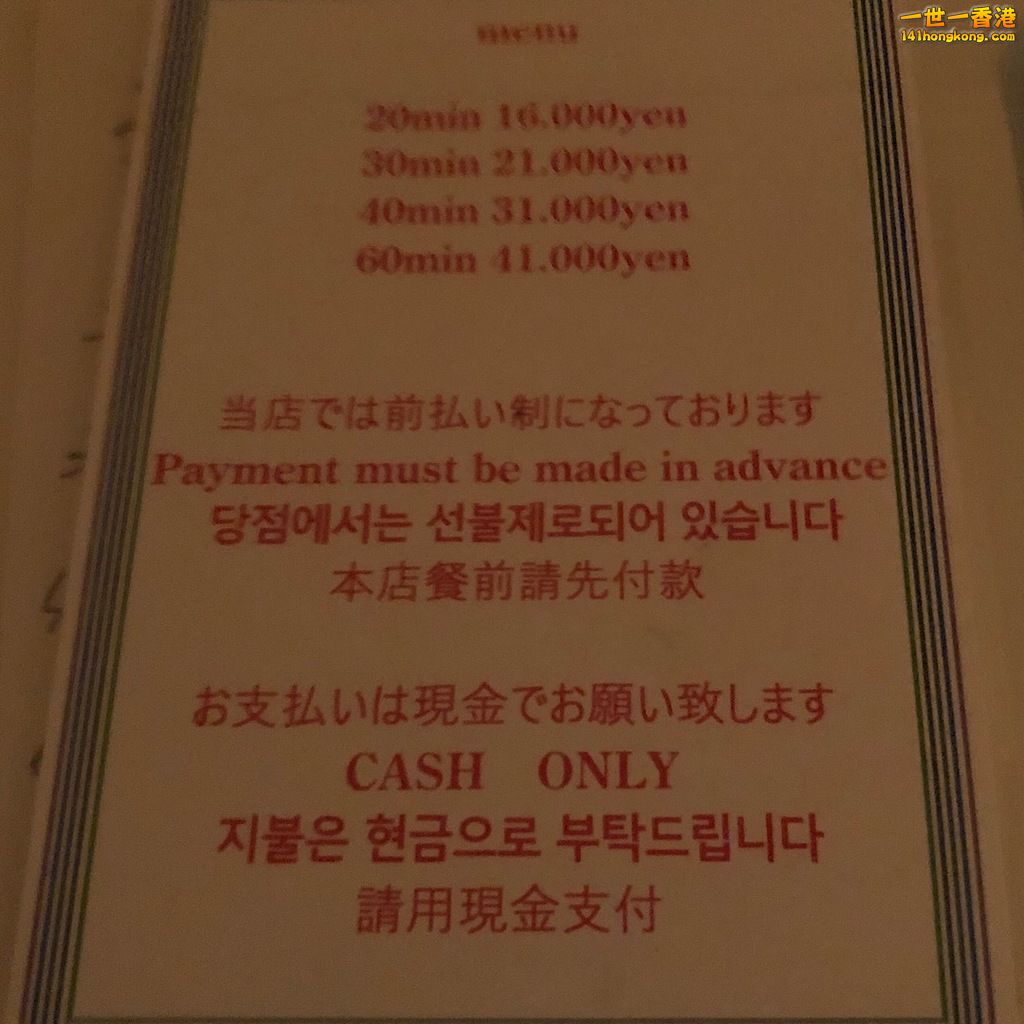 一世一香港
141hongkong.com
menu
20min 16.000yen
30min 21.000yen
40min 31.000yen
60min 41.000yen
当店では前払い制になっております
Payment must be made in advance
당점에서는 선불제로되어 있습니다
本店餐前請先付款
お支払いは現金でお願い致します
CASH ONLY
지불은 현금으로 부탁드립니다
請用現金支付